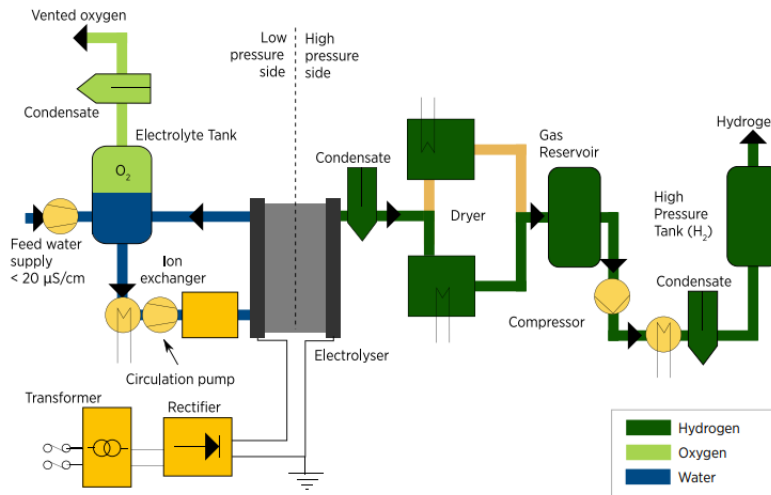 Vented oxygen
Low
pressure
side
High
pressure
side
Condensate
Electrolyte Tank
O₂
Condensate
Gas
Reservoir
Hydroge
High
Pressure
Tank (H₂)
Dryer
Feed water
supply
< 20 µS/cm
Ion
exchanger
Condensate
Compressor
Electrolyser
Circulation pump
Transformer
Rectifier
Hydrogen
Oxygen
Water